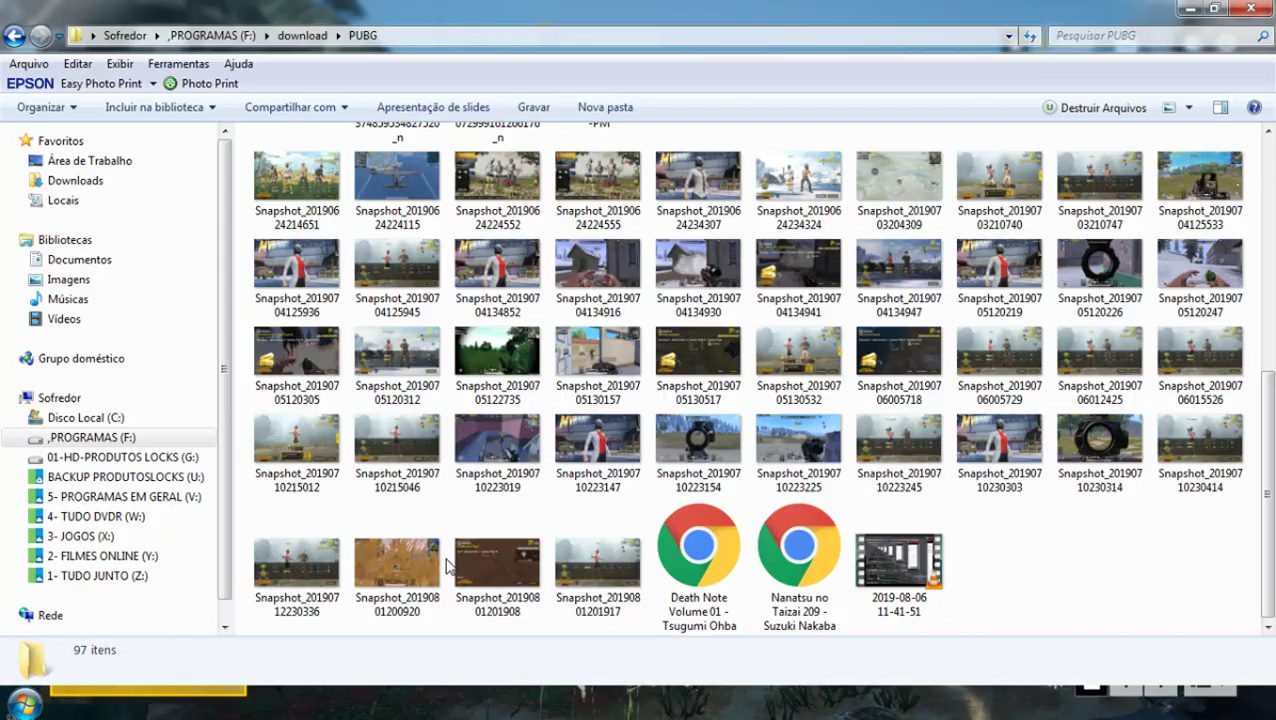 Sofredor ,PROGRAMAS (F:) download PUBG
Pesquisar PUBG
Arquivo Editar Exibir Ferramentas Ajuda
EPSON Easy Photo Print Photo Print
Organizar Incluir na biblioteca Compartilhar com Apresentação de slides Gravar Nova pasta Destruir Arquivos
Favoritos
Área de Trabalho
Downloads
Locais
Bibliotecas
Documentos
Imagens
Músicas
Vídeos
Grupo doméstico
Sofredor
Disco Local (C:)
,PROGRAMAS (F:)
01-HD-PRODUTOS LOCKS (G:)
BACKUP PRODUTOSLOCKS (U:)
5- PROGRAMAS EM GERAL (V:)
4- TUDO DVDR (W:)
3- JOGOS (X:)
2- FILMES ONLINE (Y:)
1- TUDO JUNTO (Z:)
Rede
_n _n -PM
Snapshot_201906 Snapshot_201906 Snapshot_201906 Snapshot_201906 Snapshot_201906 Snapshot_201906 Snapshot_201907 Snapshot_201907 Snapshot_201907 Snapshot_201907
24214651 24224115 24224552 24224555 24234307 24234324 03204309 03210740 03210747 04125533
Snapshot_201907 Snapshot_201907 Snapshot_201907 Snapshot_201907 Snapshot_201907 Snapshot_201907 Snapshot_201907 Snapshot_201907 Snapshot_201907 Snapshot_201907
04125936 04125945 04134852 04134916 04134930 04134941 04134947 05120219 05120226 05120247
Snapshot_201907 Snapshot_201907 Snapshot_201907 Snapshot_201907 Snapshot_201907 Snapshot_201907 Snapshot_201907 Snapshot_201907 Snapshot_201907 Snapshot_201907
05120305 05120312 05122735 05130157 05130517 05130532 06005718 06005729 06012425 06015526
Snapshot_201907 Snapshot_201907 Snapshot_201907 Snapshot_201907 Snapshot_201907 Snapshot_201907 Snapshot_201907 Snapshot_201907 Snapshot_201907 Snapshot_201907
10215012 10215046 10223019 10223147 10223154 10223225 10223245 10230303 10230314 10230414
Snapshot_201907 Snapshot_201908 Snapshot_201908 Snapshot_201908 Death Note Nanatsu no 2019-08-06
12230336 01200920 01201908 01201917 Volume 01 - Taizai 209 - 11-41-51
Tsugumi Ohba Suzuki Nakaba
97 itens